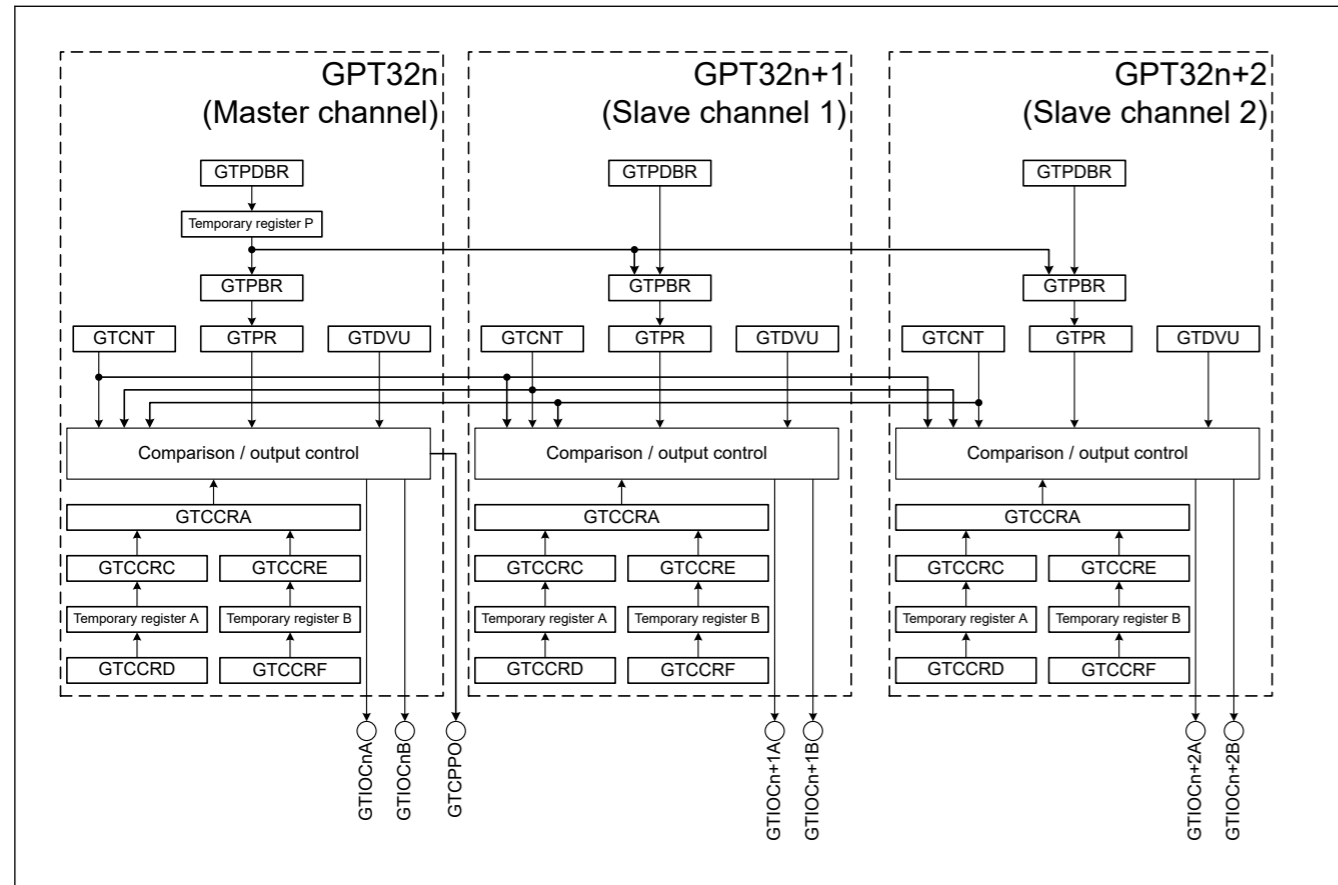 GPT32n
(Master channel)
GTPDBR
Temporary register P
GTPBR
GTCNT
GTPR
GTDVU
Comparison / output control
GTCCRA
GTCCRC
GTCCRE
Temporary register A
Temporary register B
GTCCRD
GTCCRF
GTIOCnA
GTIOCnB
GTCPPO
GPT32n+1
(Slave channel 1)
GTPDBR
GTPBR
GTCNT
GTPR
GTDVU
Comparison / output control
GTCCRA
GTCCRC
GTCCRE
Temporary register A
Temporary register B
GTCCRD
GTCCRF
GTIOCn+1A
GTIOCn+1B
GPT32n+2
(Slave channel 2)
GTPDBR
GTPBR
GTCNT
GTPR
GTDVU
Comparison / output control
GTCCRA
GTCCRC
GTCCRE
Temporary register A
Temporary register B
GTCCRD
GTCCRF
GTIOCn+2A
GTIOCn+2B